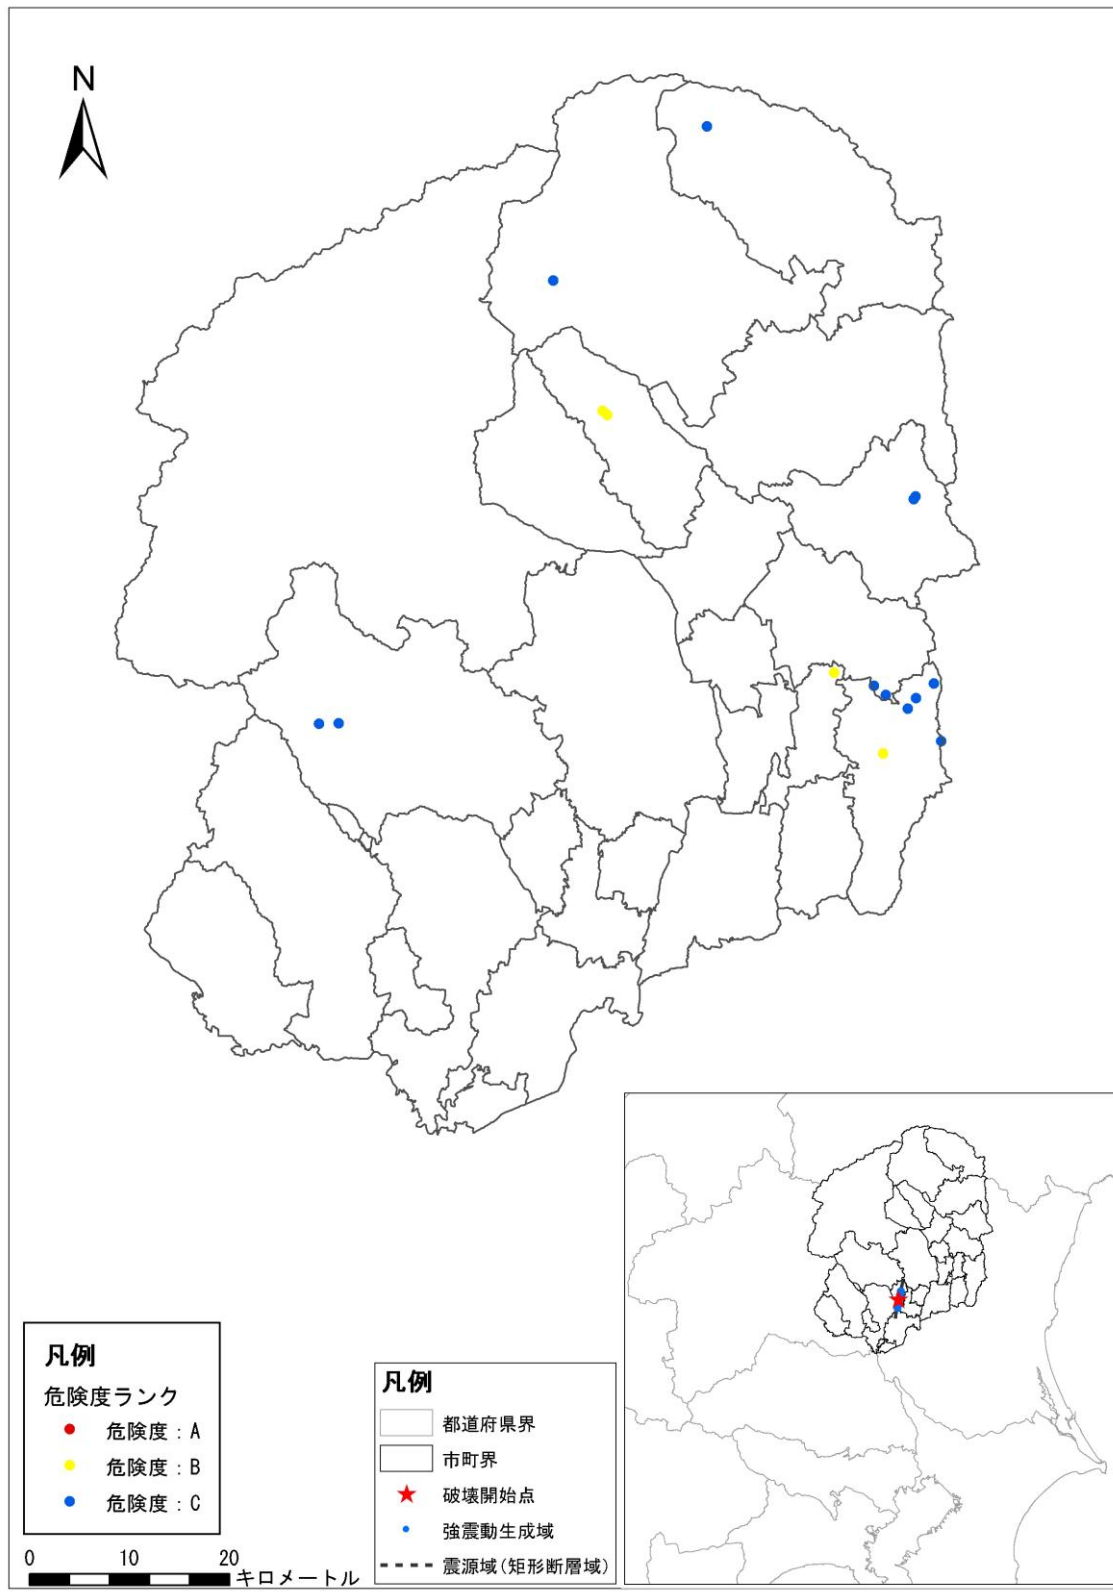 N
凡例
危険度ランク
危険度：A
危険度：B
危険度：C
0 10 20
キロメートル
凡例
都道府県界
市町界
破壊開始点
強震動生成域
震源域(矩形断層域)